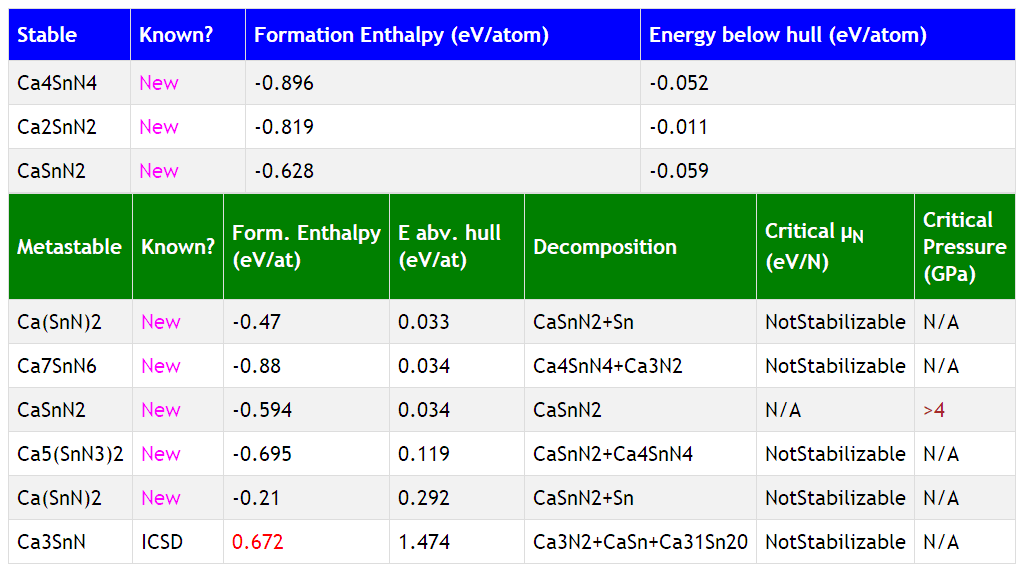 Stable Known? Formation Enthalpy (eV/atom) Energy below hull (eV/atom)
Ca4SnN4 New -0.896 -0.052
Ca2SnN2 New -0.819 -0.011
CaSnN2 New -0.628 -0.059
Metastable Known? Form. Enthalpy (eV/at) E abv. hull (eV/at) Decomposition Critical μN (eV/N) Critical Pressure (GPa)
Ca(SnN)2 New -0.47 0.033 CaSnN2+Sn NotStabilizable N/A
Ca7SnN6 New -0.88 0.034 Ca4SnN4+Ca3N2 NotStabilizable N/A
CaSnN2 New -0.594 0.034 CaSnN2 N/A >4
Ca5(SnN3)2 New -0.695 0.119 CaSnN2+Ca4SnN4 NotStabilizable N/A
Ca(SnN)2 New -0.21 0.292 CaSnN2+Sn NotStabilizable N/A
Ca3SnN ICSD 0.672 1.474 Ca3N2+CaSn+Ca31Sn20 NotStabilizable N/A